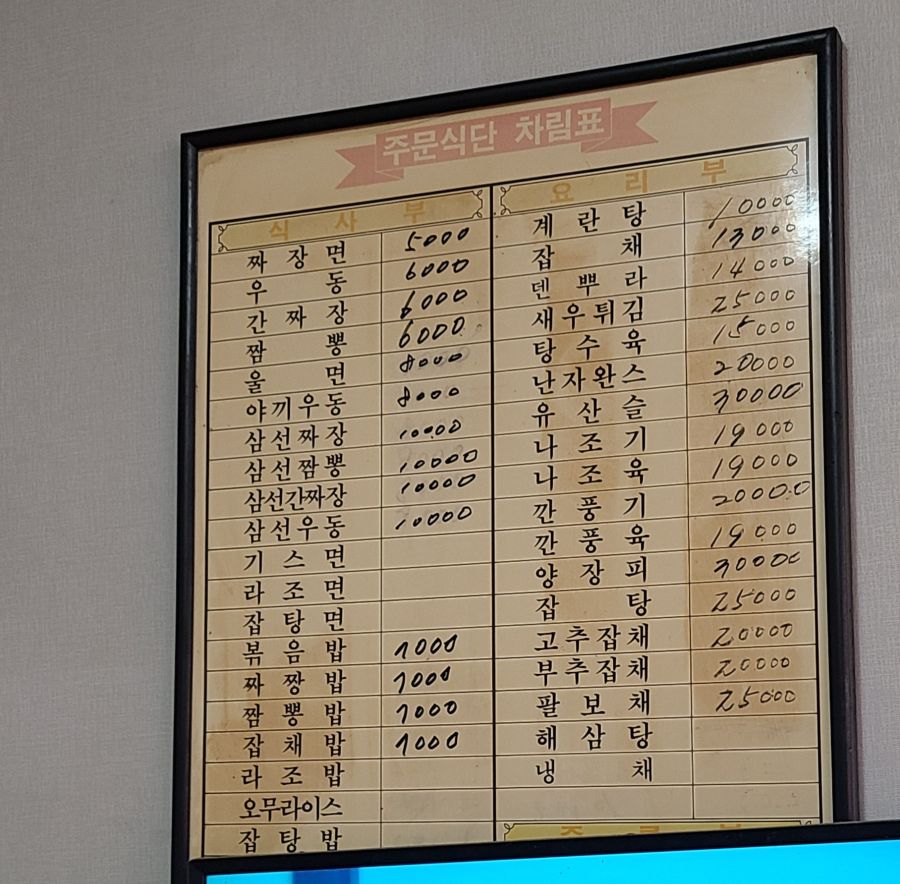 주문식단 차림표
식 사 부
짜장면 5000
우동 6000
간짜장 6000
짬뽕 6000
울면 8000
야끼우동 8000
삼선짜장 10000
삼선짬뽕 10000
삼선간짜장 10000
삼선우동 10000
기스면
라조면
잡탕면
볶음밥 7000
짜짱밥 7000
짬뽕밥 7000
잡채밥 7000
라조밥
오무라이스
잡탕밥
요 리 부
계란탕 10000
잡채 13000
덴뿌라 14000
새우튀김 25000
탕수육 15000
난자완스 20000
유산슬 30000
나조기 19000
나조육 19000
깐풍기 20000
깐풍육 19000
양장피 30000
잡탕 25000
고추잡채 20000
부추잡채 20000
팔보채 25000
해삼탕
냉채